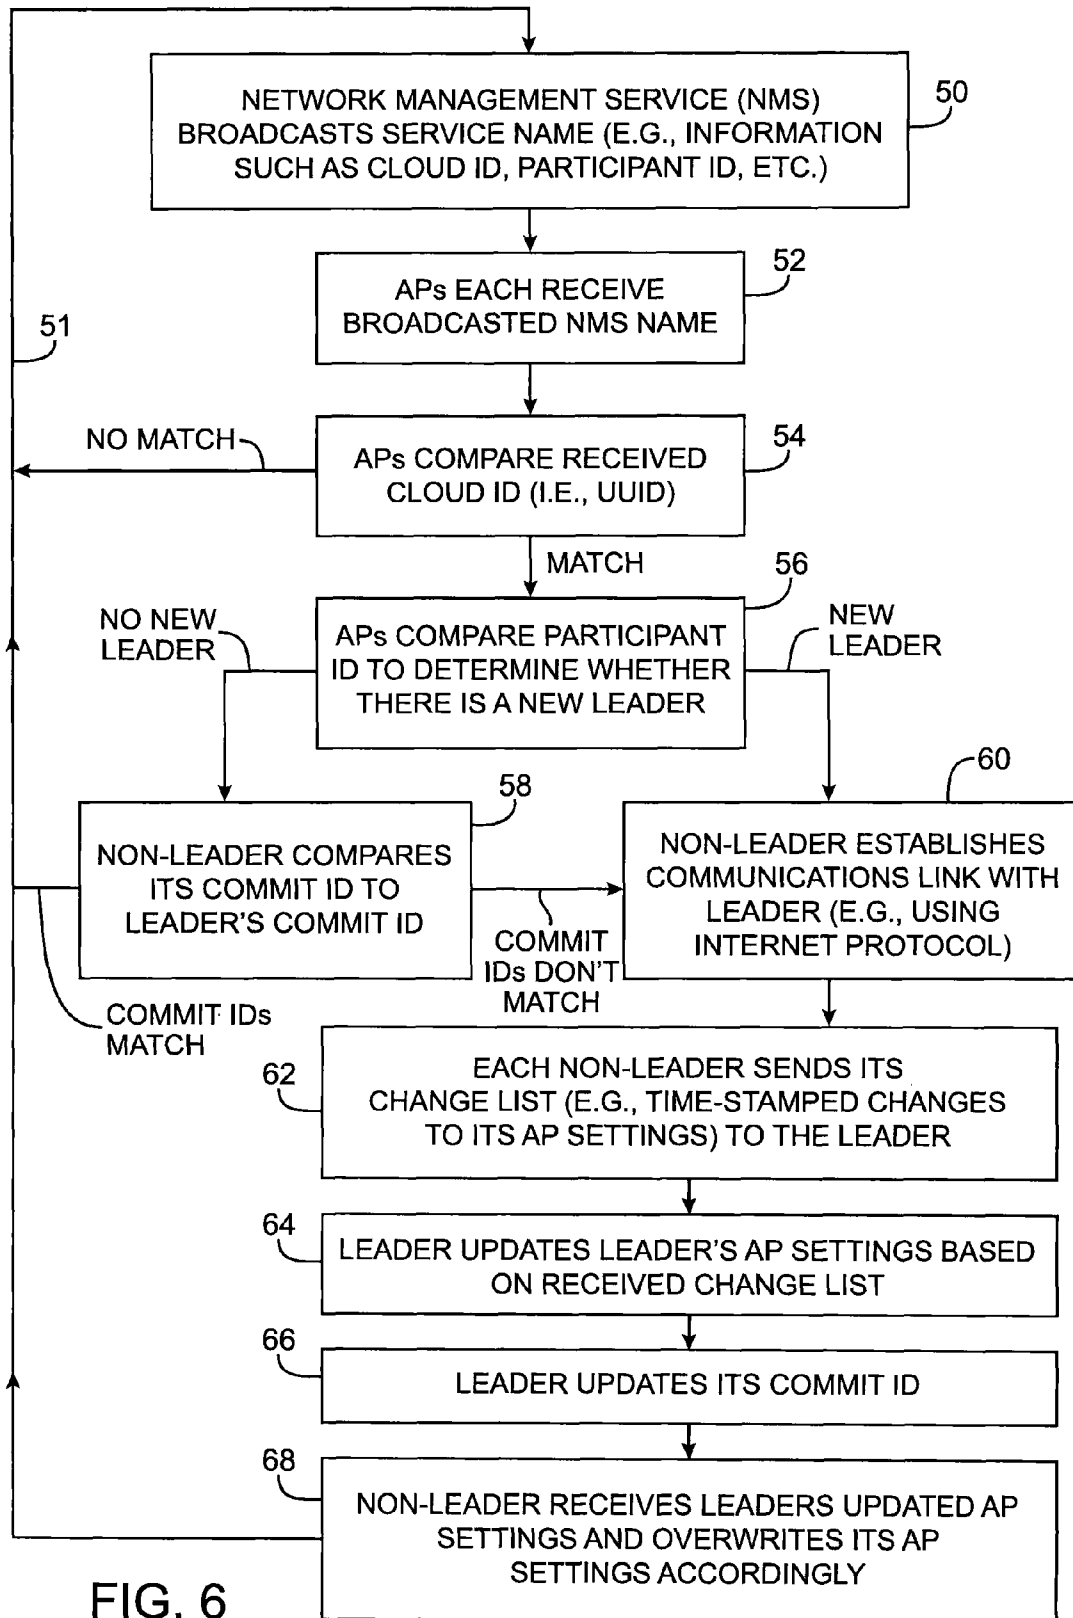 NETWORK MANAGEMENT SERVICE (NMS)
BROADCASTS SERVICE NAME (E.G., INFORMATION
SUCH AS CLOUD ID, PARTICIPANT ID, ETC.)
50
APs EACH RECEIVE
BROADCASTED NMS NAME
52
51
NO MATCH
APs COMPARE RECEIVED
CLOUD ID (I.E., UUID)
54
MATCH
56
NO NEW
LEADER
APs COMPARE PARTICIPANT
ID TO DETERMINE WHETHER
THERE IS A NEW LEADER
NEW
LEADER
58
NON-LEADER COMPARES
ITS COMMIT ID TO
LEADER'S COMMIT ID
60
NON-LEADER ESTABLISHES
COMMUNICATIONS LINK WITH
LEADER (E.G., USING
INTERNET PROTOCOL)
COMMIT
IDs DON'T
MATCH
COMMIT IDs
MATCH
62
EACH NON-LEADER SENDS ITS
CHANGE LIST (E.G., TIME-STAMPED CHANGES
TO ITS AP SETTINGS) TO THE LEADER
64
LEADER UPDATES LEADER'S AP SETTINGS BASED
ON RECEIVED CHANGE LIST
66
LEADER UPDATES ITS COMMIT ID
68
NON-LEADER RECEIVES LEADERS UPDATED AP
SETTINGS AND OVERWRITES ITS AP
SETTINGS ACCORDINGLY
FIG. 6